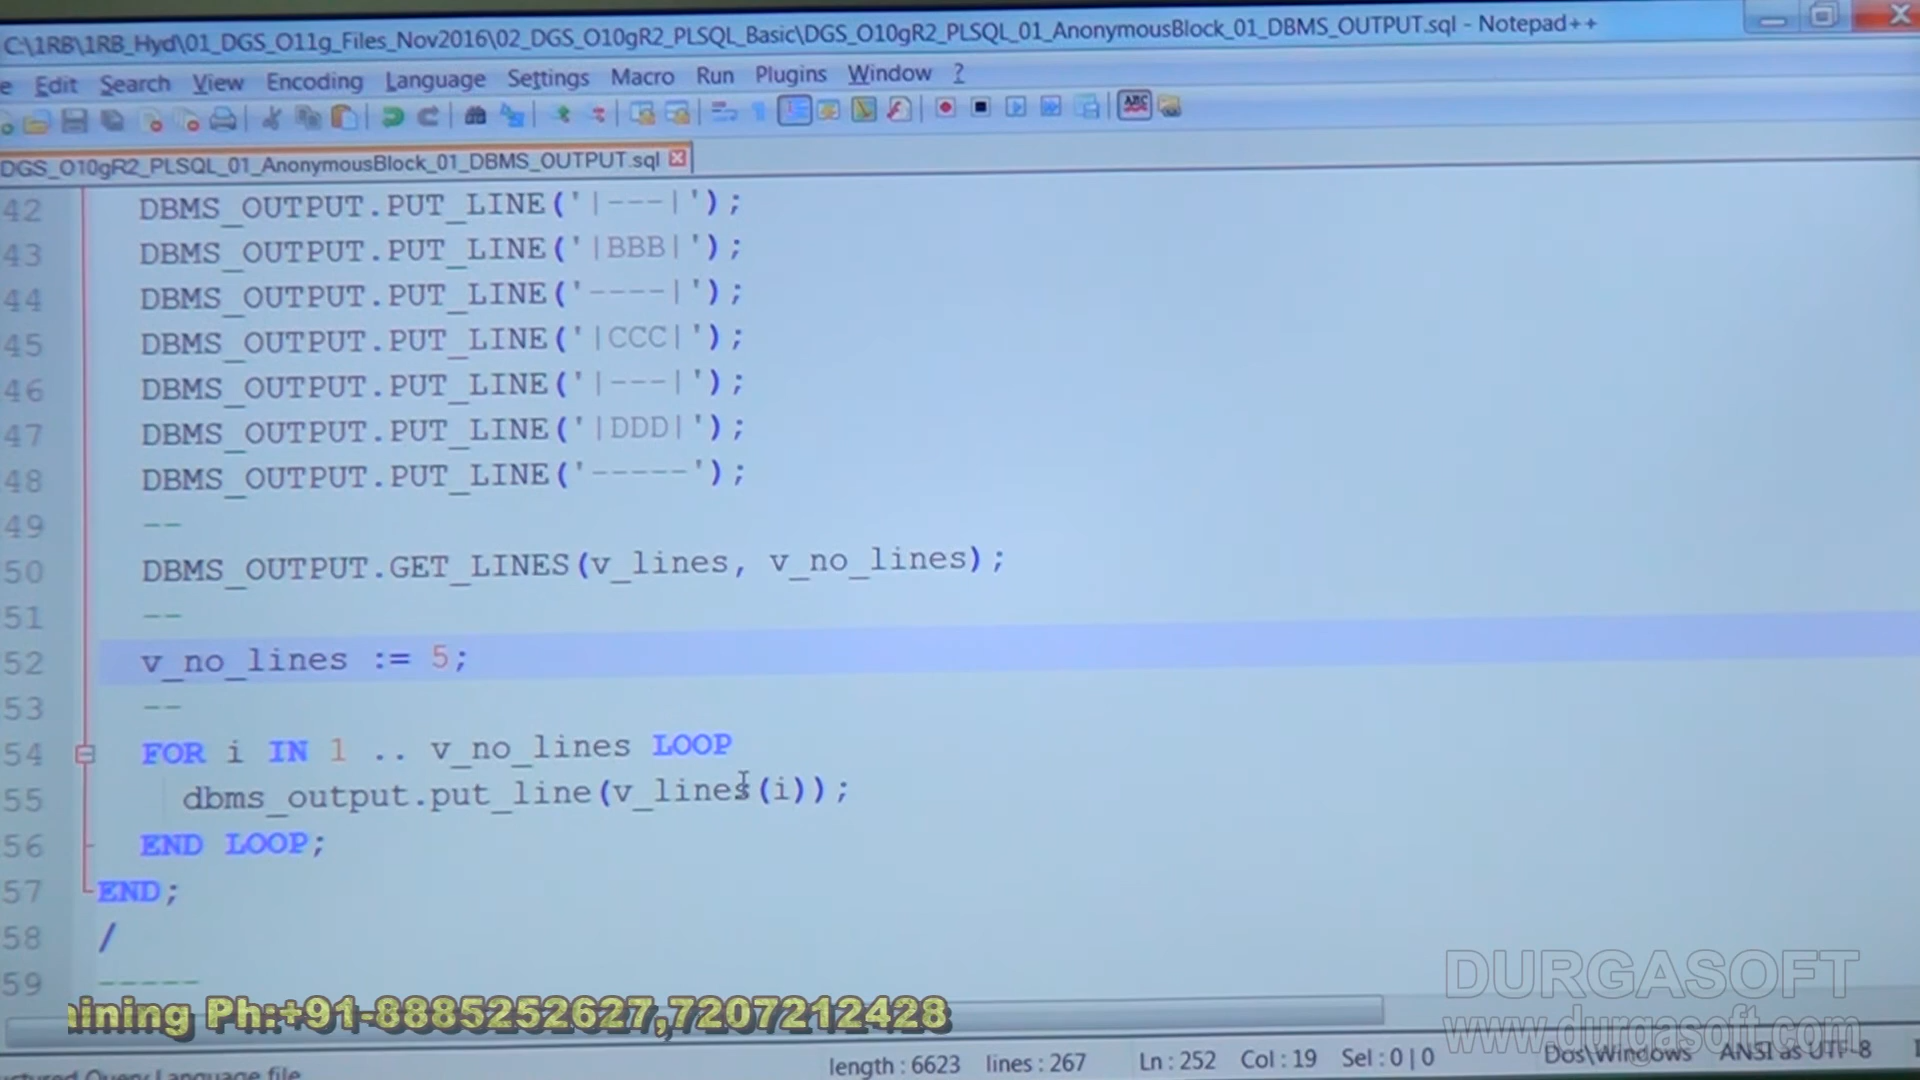 C:\1RB\1RB_Hyd\01_DGS_O11g_Files_Nov2016\02_DGS_O10gR2_PLSQL_Basic\DGS_O10gR2_PLSQL_01_AnonymousBlock_01_DBMS_OUTPUT.sql - Notepad++
e Edit Search View Encoding Language Settings Macro Run Plugins Window ?
DGS_O10gR2_PLSQL_01_AnonymousBlock_01_DBMS_OUTPUT.sql
42 DBMS_OUTPUT.PUT_LINE('|---|');
43 DBMS_OUTPUT.PUT_LINE('|BBB|');
44 DBMS_OUTPUT.PUT_LINE('----|');
45 DBMS_OUTPUT.PUT_LINE('|CCC|');
46 DBMS_OUTPUT.PUT_LINE('|---|');
47 DBMS_OUTPUT.PUT_LINE('|DDD|');
48 DBMS_OUTPUT.PUT_LINE('-----');
49 --
50 DBMS_OUTPUT.GET_LINES(v_lines, v_no_lines);
51 --
52 v_no_lines := 5;
53 --
54 FOR i IN 1 .. v_no_lines LOOP
55 dbms_output.put_line(v_lines(i));
56 END LOOP;
57 END;
58 /
59 -----
aining Ph:+91-8885252627,7207212428
DURGASOFT
www.durgasoft.com
length : 6623 lines : 267 Ln : 252 Col : 19 Sel : 0 | 0 Dos\Windows ANSI as UTF-8
ctured Query Language file